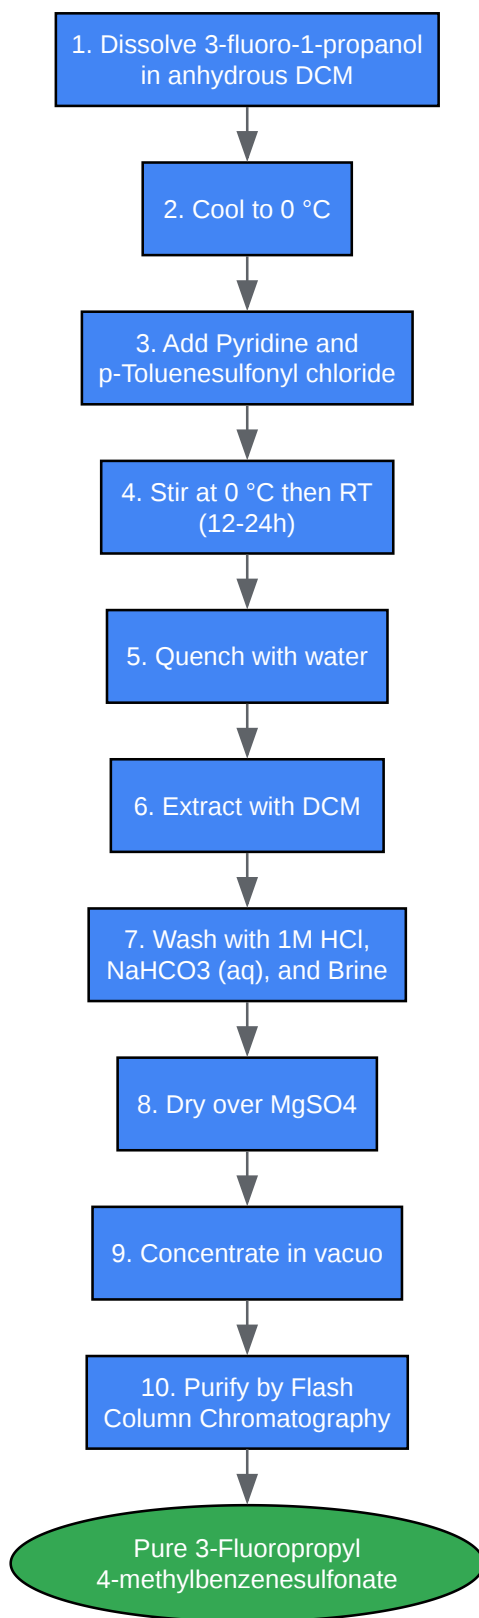 1. Dissolve 3-fluoro-1-propanol
in anhydrous DCM
2. Cool to 0 °C
3. Add Pyridine and
p-Toluenesulfonyl chloride
4. Stir at 0 °C then RT
(12-24h)
5. Quench with water
6. Extract with DCM
7. Wash with 1M HCl,
NaHCO3 (aq), and Brine
8. Dry over MgSO4
9. Concentrate in vacuo
10. Purify by Flash
Column Chromatography
Pure 3-Fluoropropyl
4-methylbenzenesulfonate